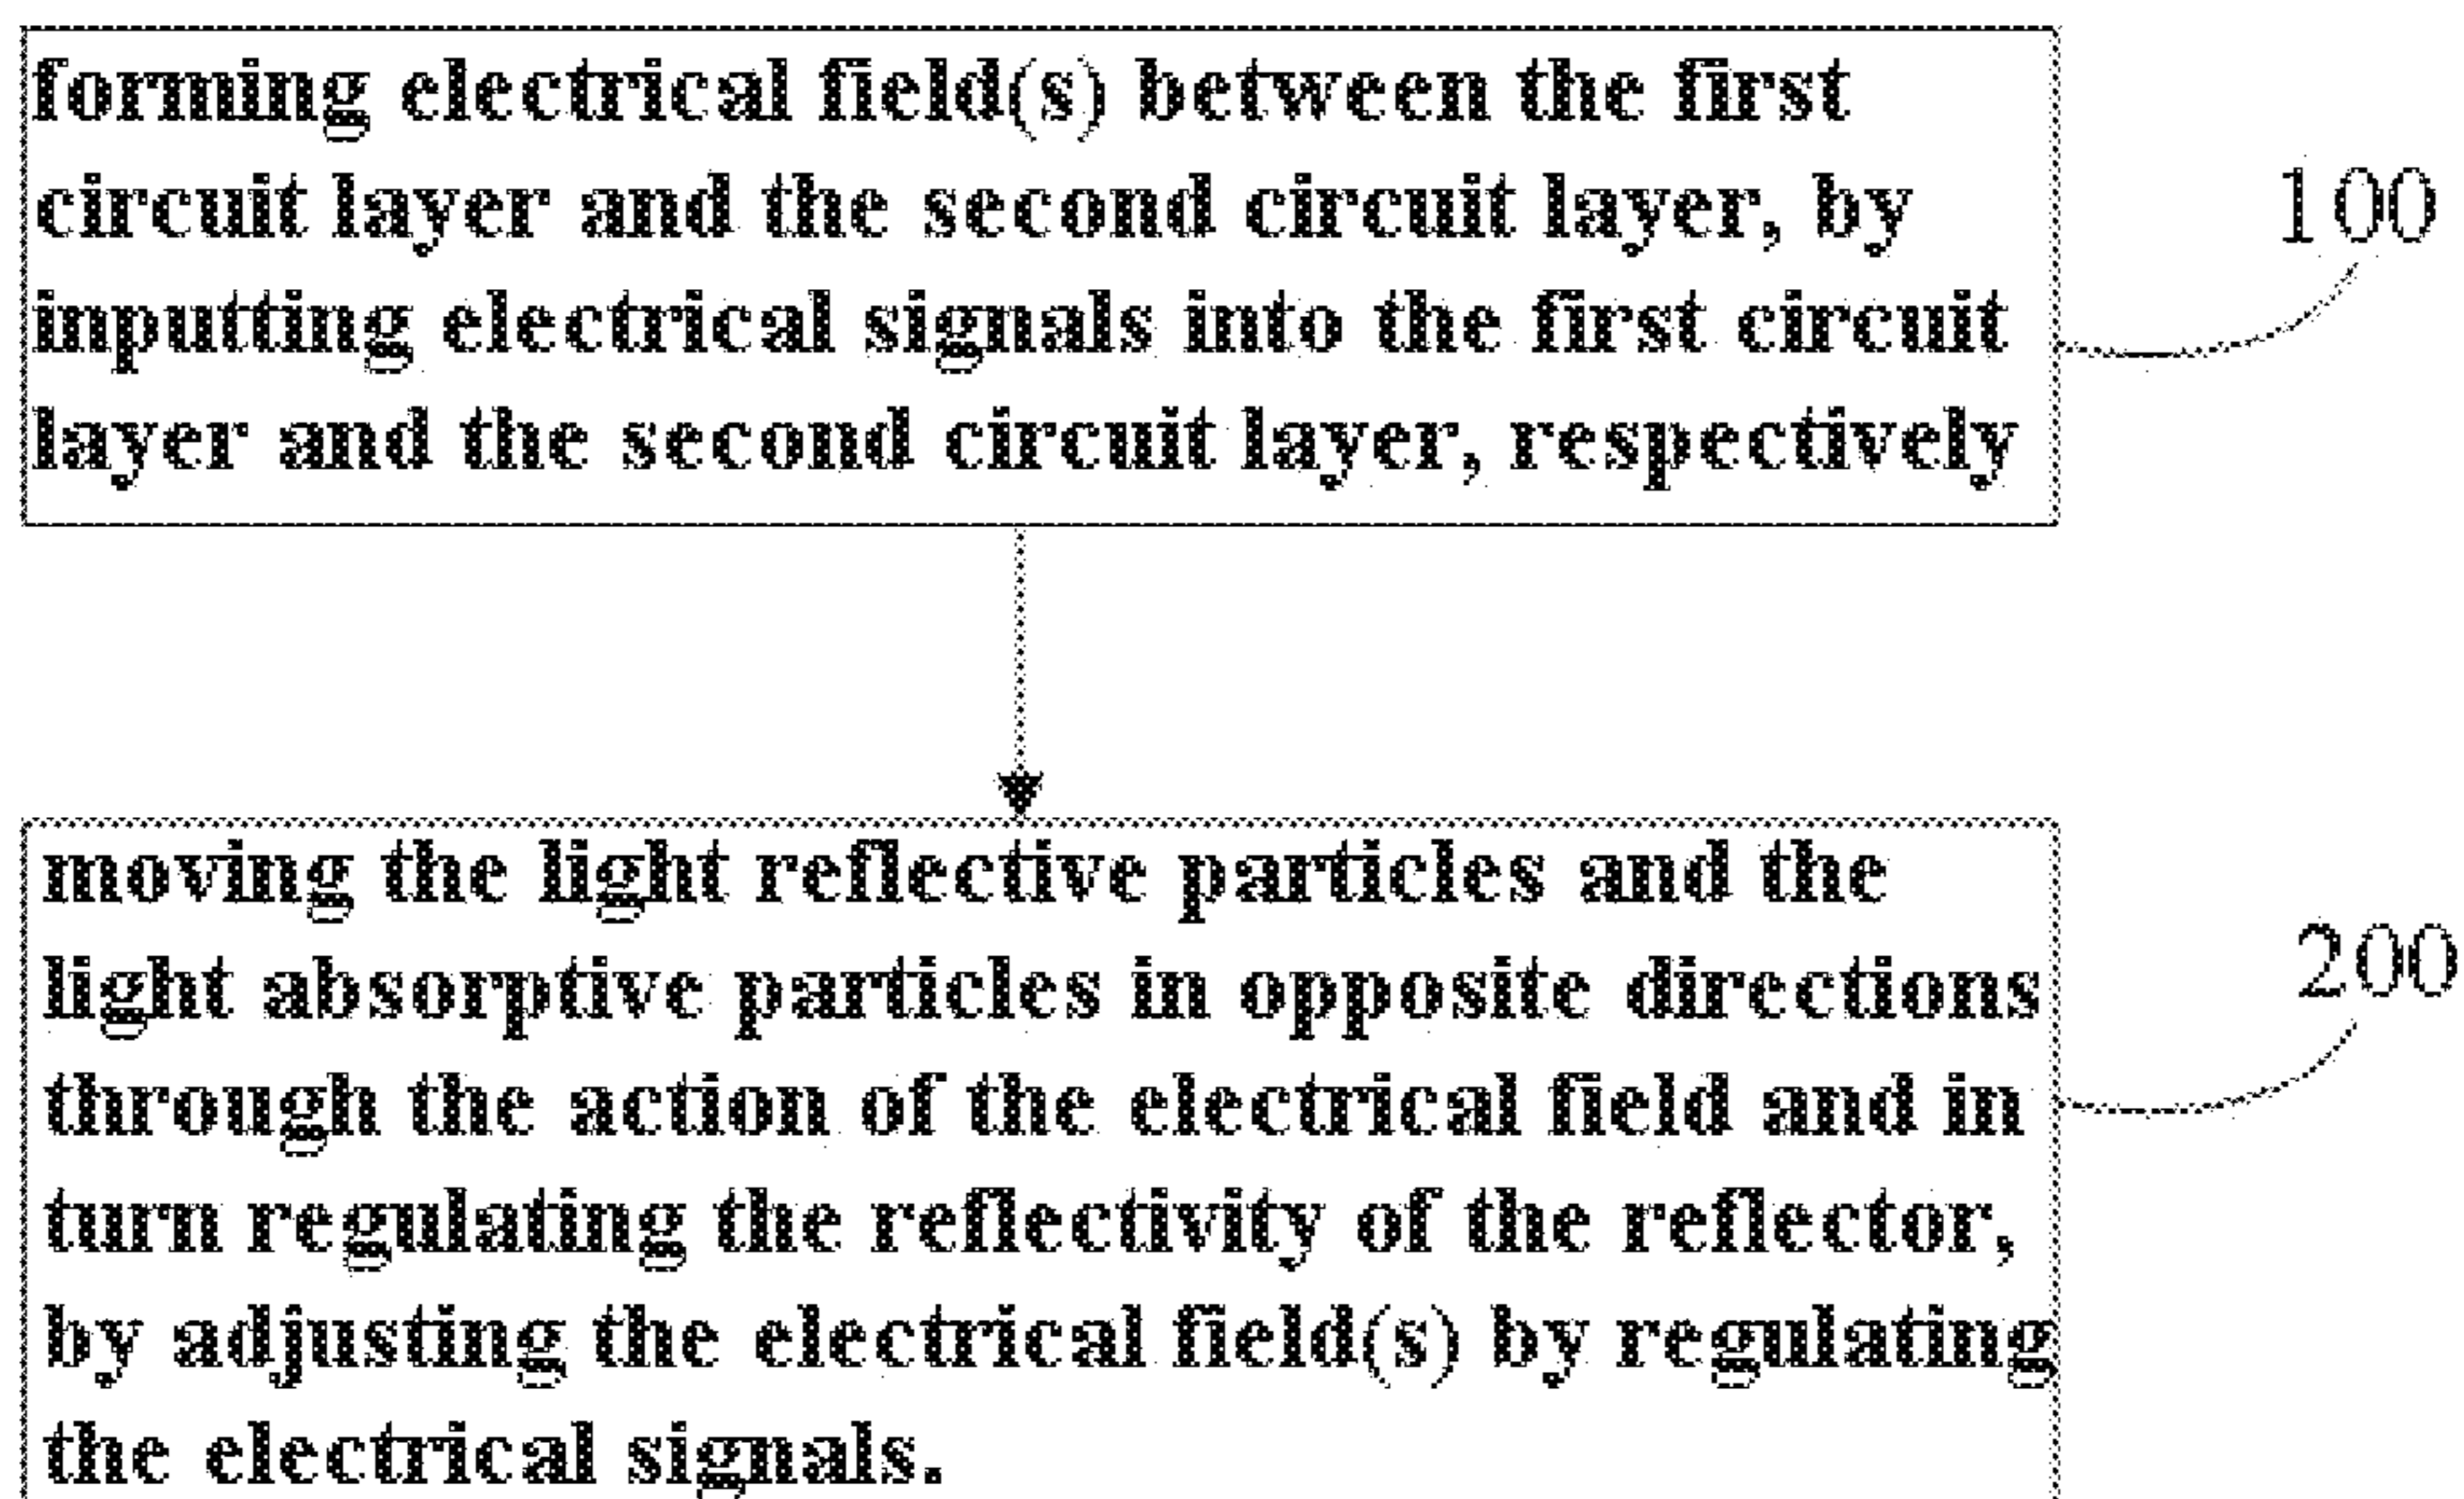 forming electrical field(s) between the first
circuit layer and the second circuit layer, by
100
inputting electrical signals into the first circuit
layer and the second circuit layer, respectively
moving the light reflective particles and the
light absorptive particles in opposite directions
200
through the action of the electrical field and in
turn regulating the reflectivity of the reflector,
by adjusting the electrical field(s) by regulating
the electrical signals.